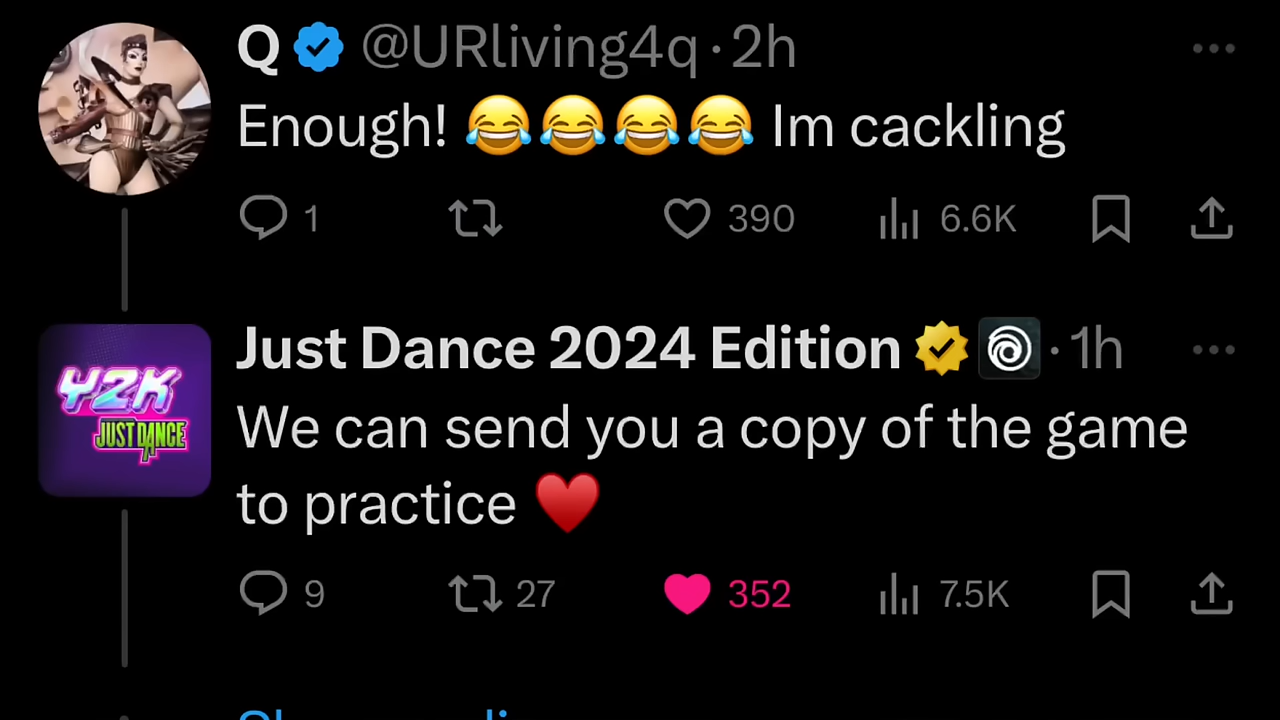 Q @URliving4q · 2h
Enough! 😂😂😂😂 Im cackling
1 390 6.6K
Just Dance 2024 Edition · 1h
Y2K
JUST DANCE
We can send you a copy of the game
to practice ♥️
9 27 352 7.5K